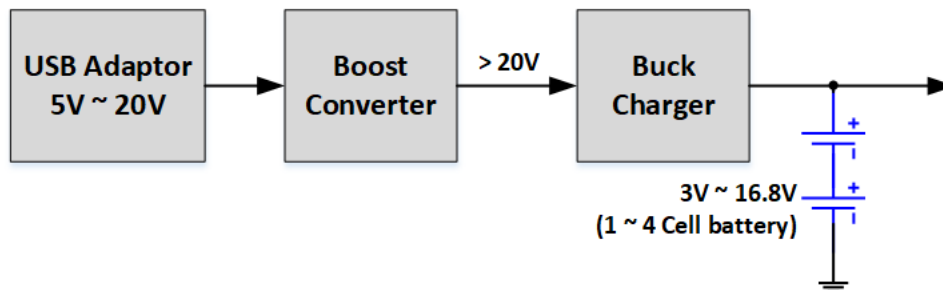 USB Adaptor
5V ~ 20V
Boost
Converter
> 20V
Buck
Charger
+
−
+
−
3V ~ 16.8V
(1 ~ 4 Cell battery)